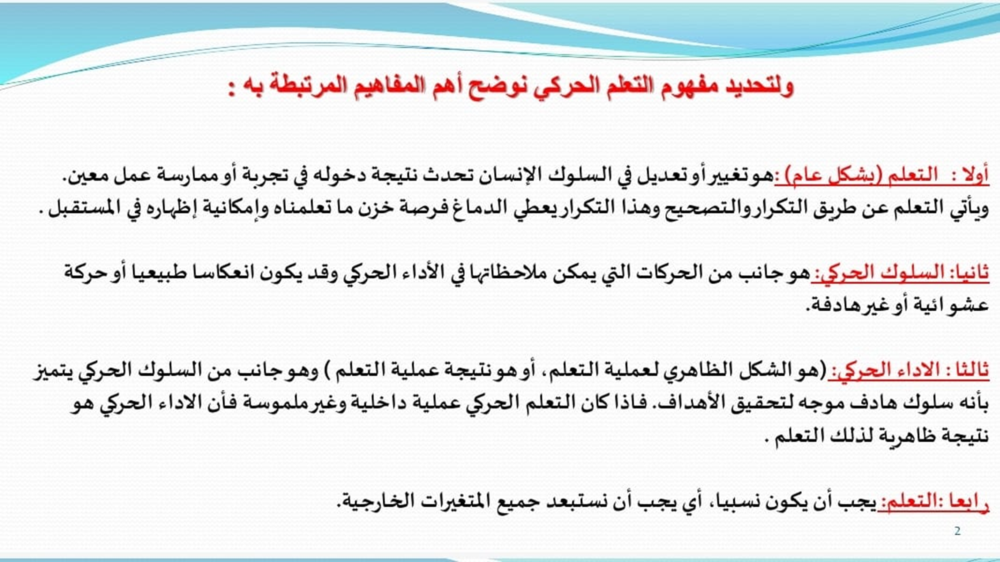 ولتحديد مفهوم التعلم الحركي نوضح أهم المفاهيم المرتبطة به :
أولا : التعلم (بشكل عام) :هو تغيير أو تعديل في السلوك الإنسان تحدث نتيجة دخوله في تجربة أو ممارسة عمل معين.
ويأتي التعلم عن طريق التكرار والتصحيح وهذا التكرار يعطي الدماغ فرصة خزن ما تعلمناه وإمكانية إظهاره في المستقبل .
ثانيا: السلوك الحركي: هو جانب من الحركات التي يمكن ملاحظاتها في الأداء الحركي وقد يكون انعكاسا طبيعيا أو حركة
عشوائية أو غير هادفة.
ثالثا : الاداء الحركي: (هو الشكل الظاهري لعملية التعلم، أو هو نتيجة عملية التعلم ) وهو جانب من السلوك الحركي يتميز
بأنه سلوك هادف موجه لتحقيق الأهداف. فاذا كان التعلم الحركي عملية داخلية وغير ملموسة فأن الاداء الحركي هو
نتيجة ظاهرية لذلك التعلم .
رابعا :التعلم: يجب أن يكون نسبيا، أي يجب أن نستبعد جميع المتغيرات الخارجية.
2